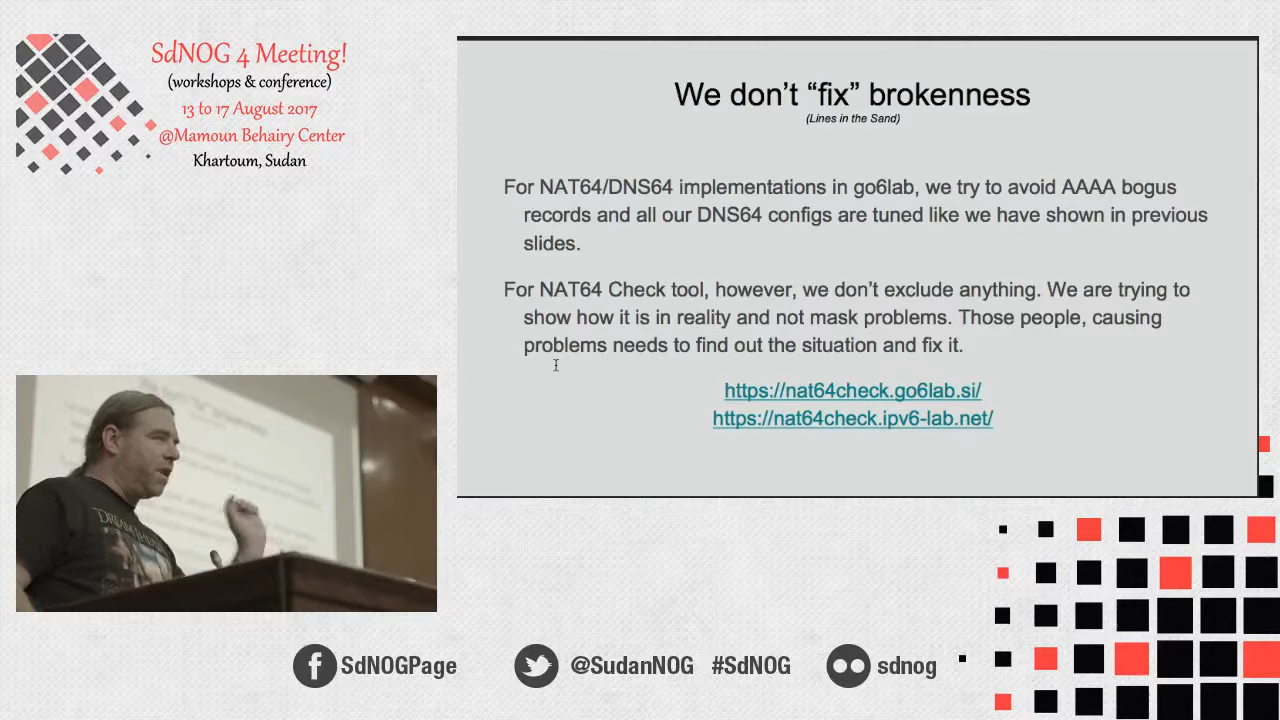 SdNOG 4 Meeting!
(workshops & conference)
13 to 17 August 2017
@Mamoun Behairy Center
Khartoum, Sudan
We don't “fix” brokenness
(Lines in the Sand)
For NAT64/DNS64 implementations in go6lab, we try to avoid AAAA bogus
records and all our DNS64 configs are tuned like we have shown in previous
slides.
For NAT64 Check tool, however, we don't exclude anything. We are trying to
show how it is in reality and not mask problems. Those people, causing
problems needs to find out the situation and fix it.
https://nat64check.go6lab.si/
https://nat64check.ipv6-lab.net/
SdNOGPage
@SudanNOG #SdNOG
sdnog